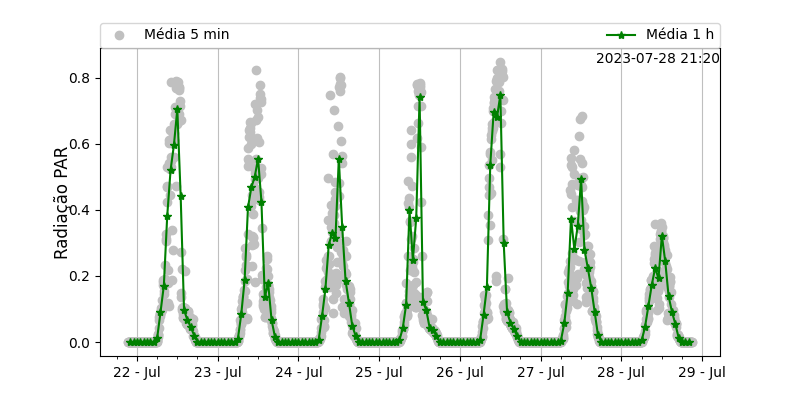 Média 5 min
Média 1 h
2023-07-28 21:20
Radiação PAR
0.8
0.6
0.4
0.2
0.0
22 - Jul
23 - Jul
24 - Jul
25 - Jul
26 - Jul
27 - Jul
28 - Jul
29 - Jul